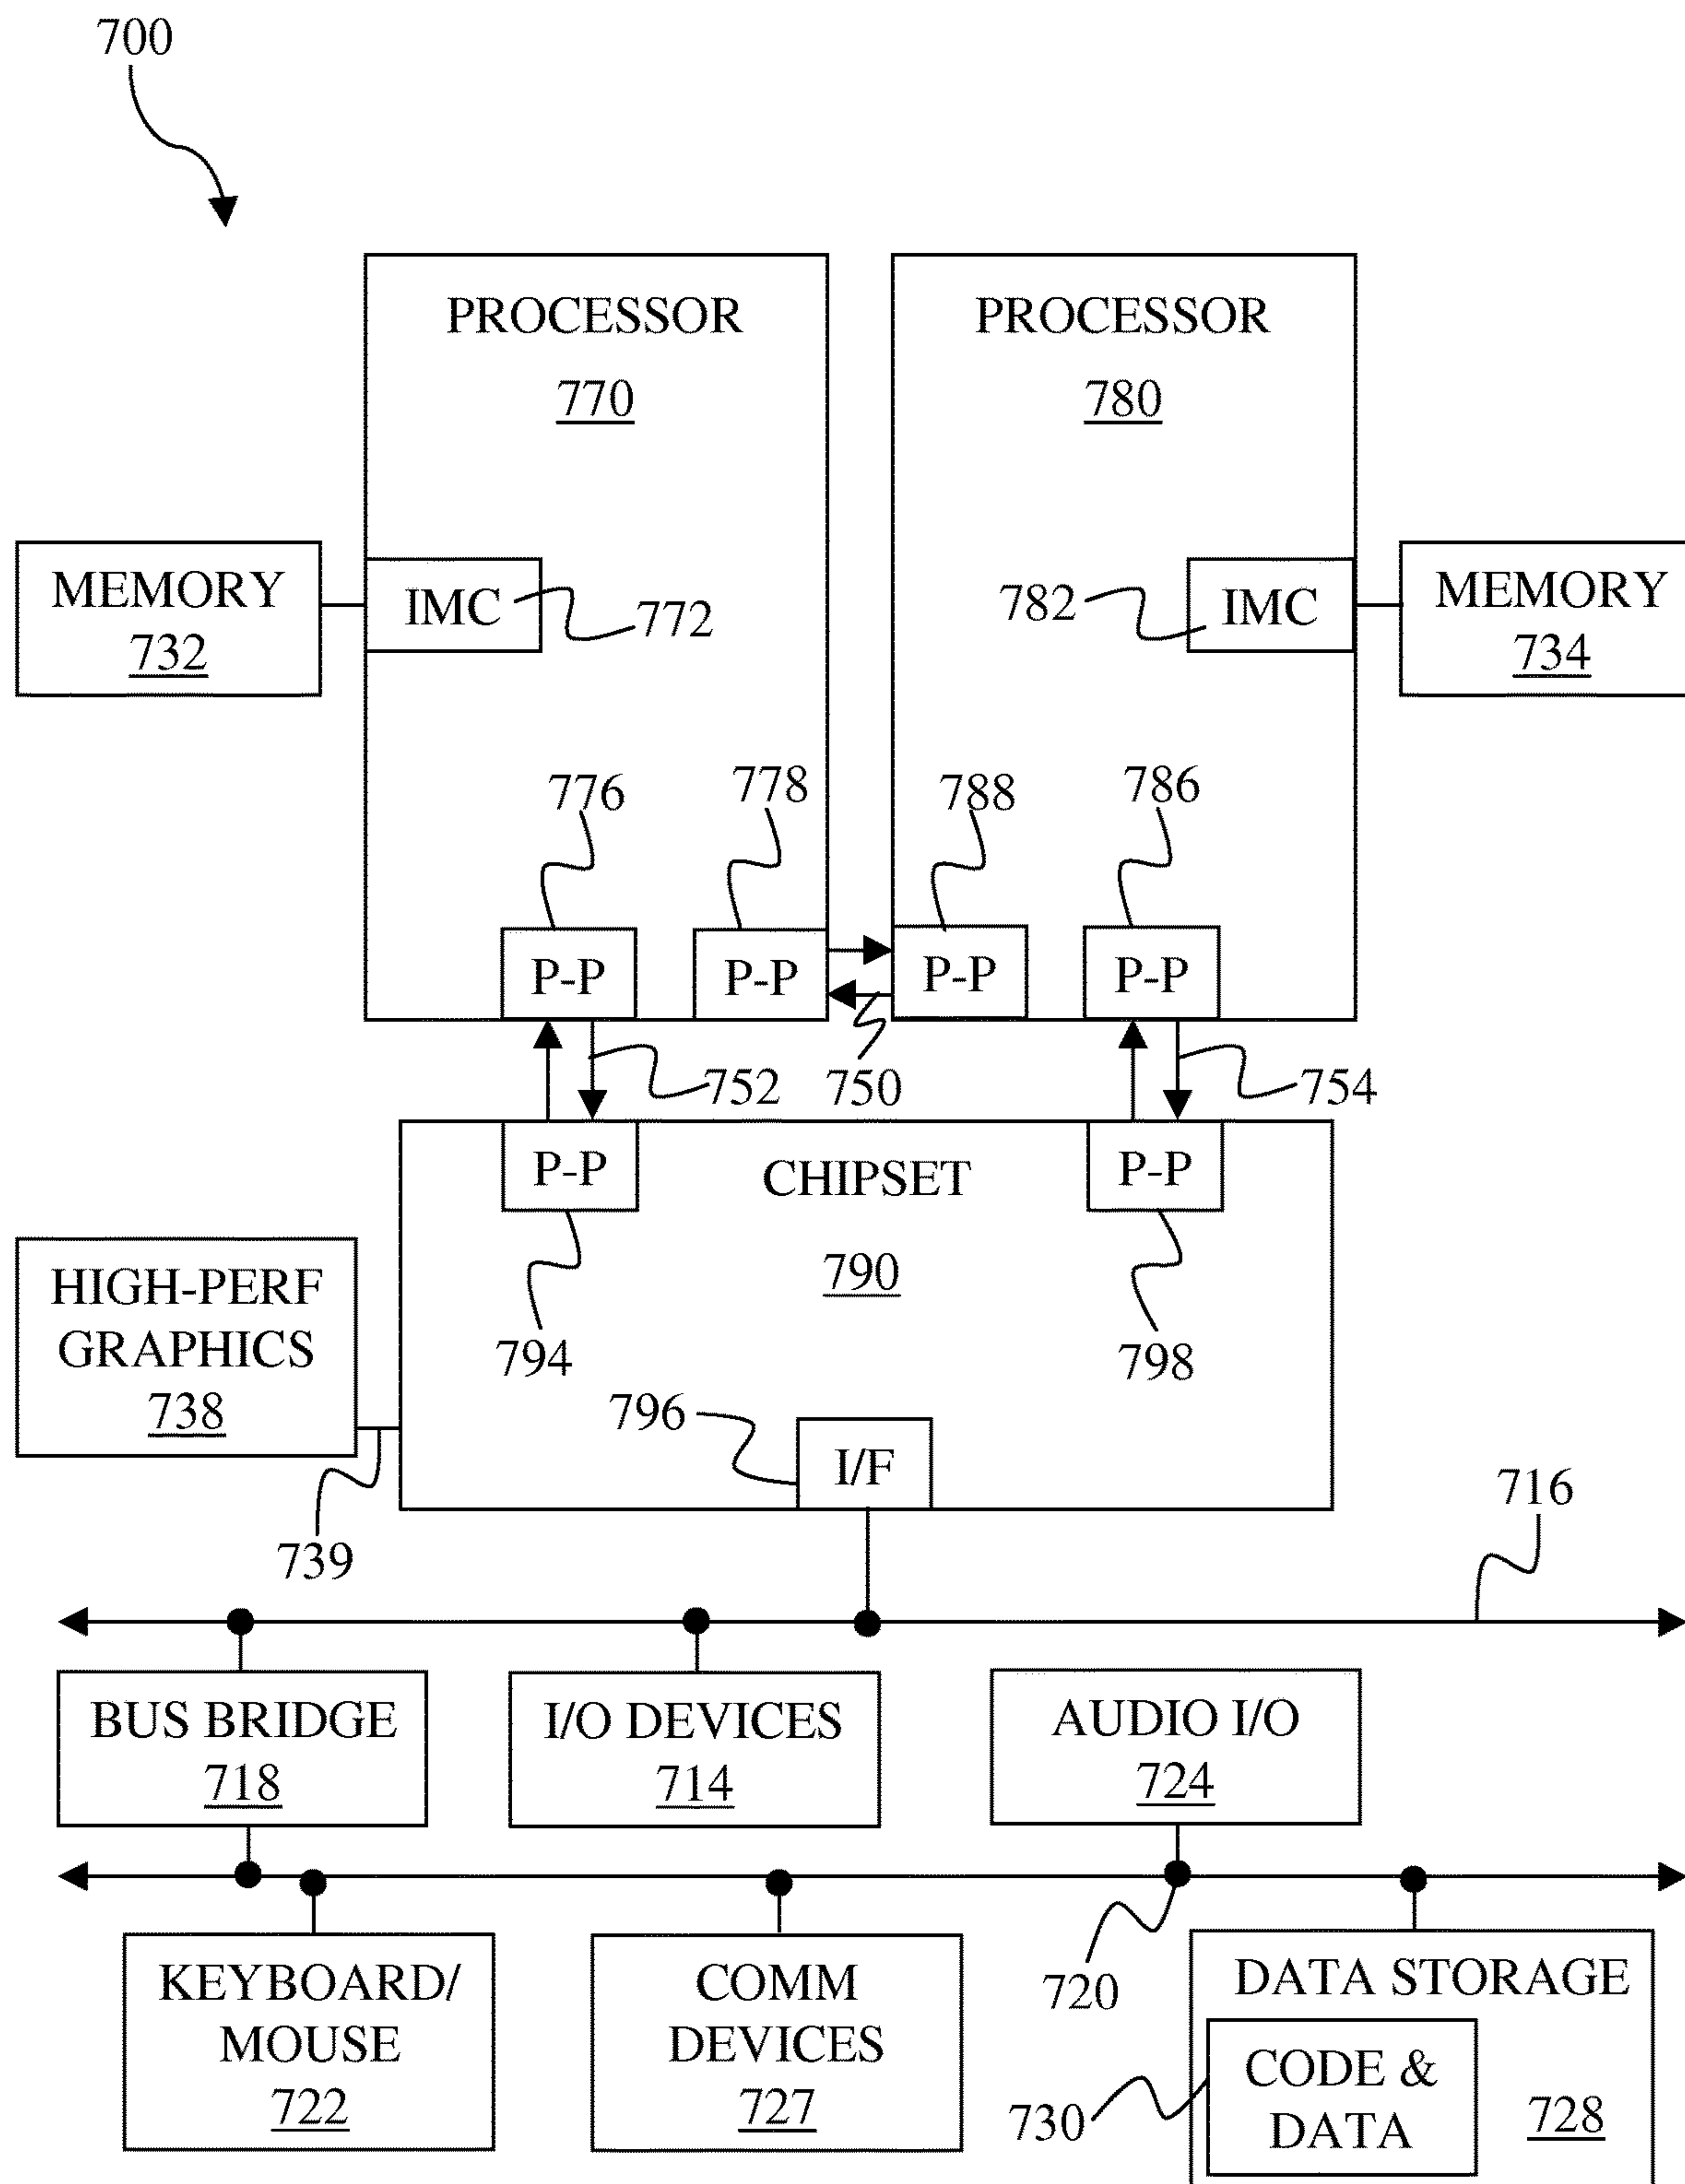 700
PROCESSOR
770
PROCESSOR
780
MEMORY
732
IMC
772
782
IMC
MEMORY
734
776
778
788
786
P-P
P-P
P-P
P-P
752
750
754
P-P
CHIPSET
P-P
790
HIGH-PERF
GRAPHICS
738
794
798
796
I/F
739
716
BUS BRIDGE
718
I/O DEVICES
714
AUDIO I/O
724
720
KEYBOARD/
MOUSE
722
COMM
DEVICES
727
DATA STORAGE
CODE &
DATA
730
728